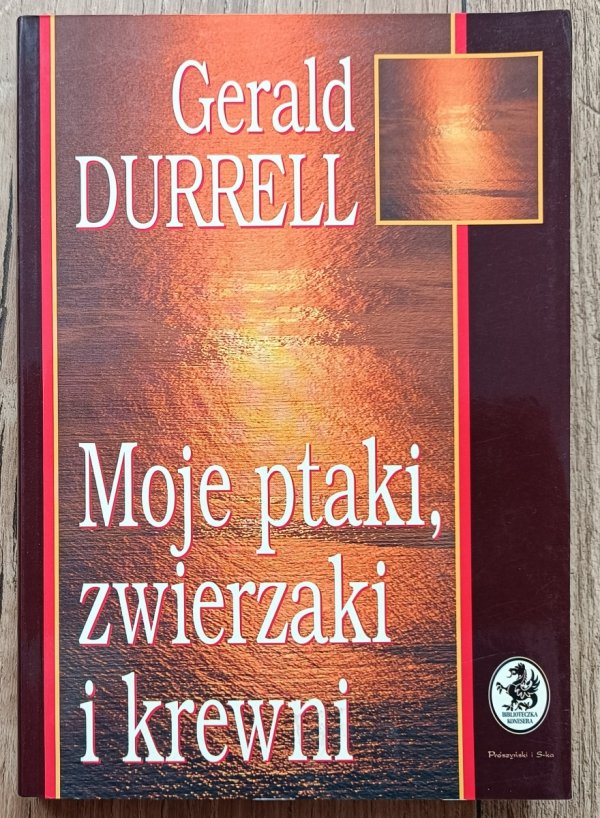 Gerald
DURRELL
Moje ptaki,
zwierzaki
i krewni
BIBLIOTECZKA
KONESERA
Prószyński i S-ka